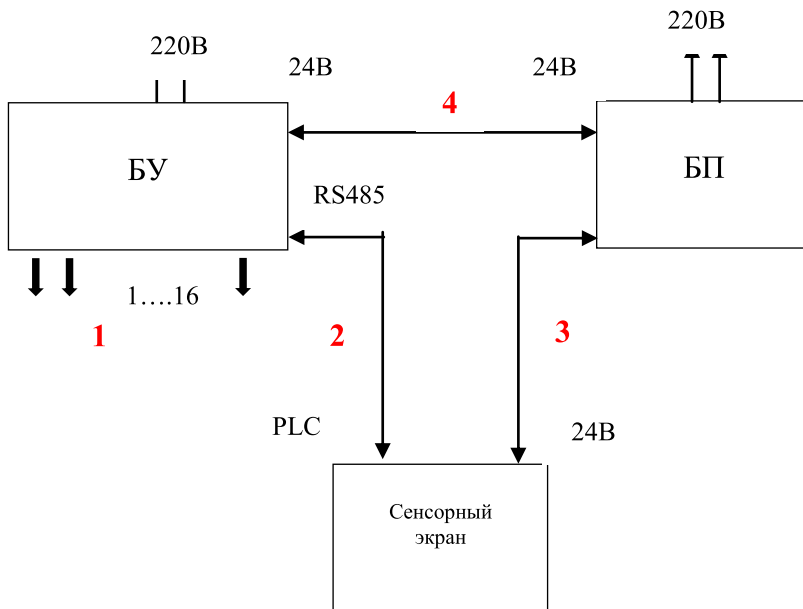 220В
220В
24В
24В
4
БУ
БП
RS485
1….16
1
2
3
PLC
24В
Сенсорный
экран